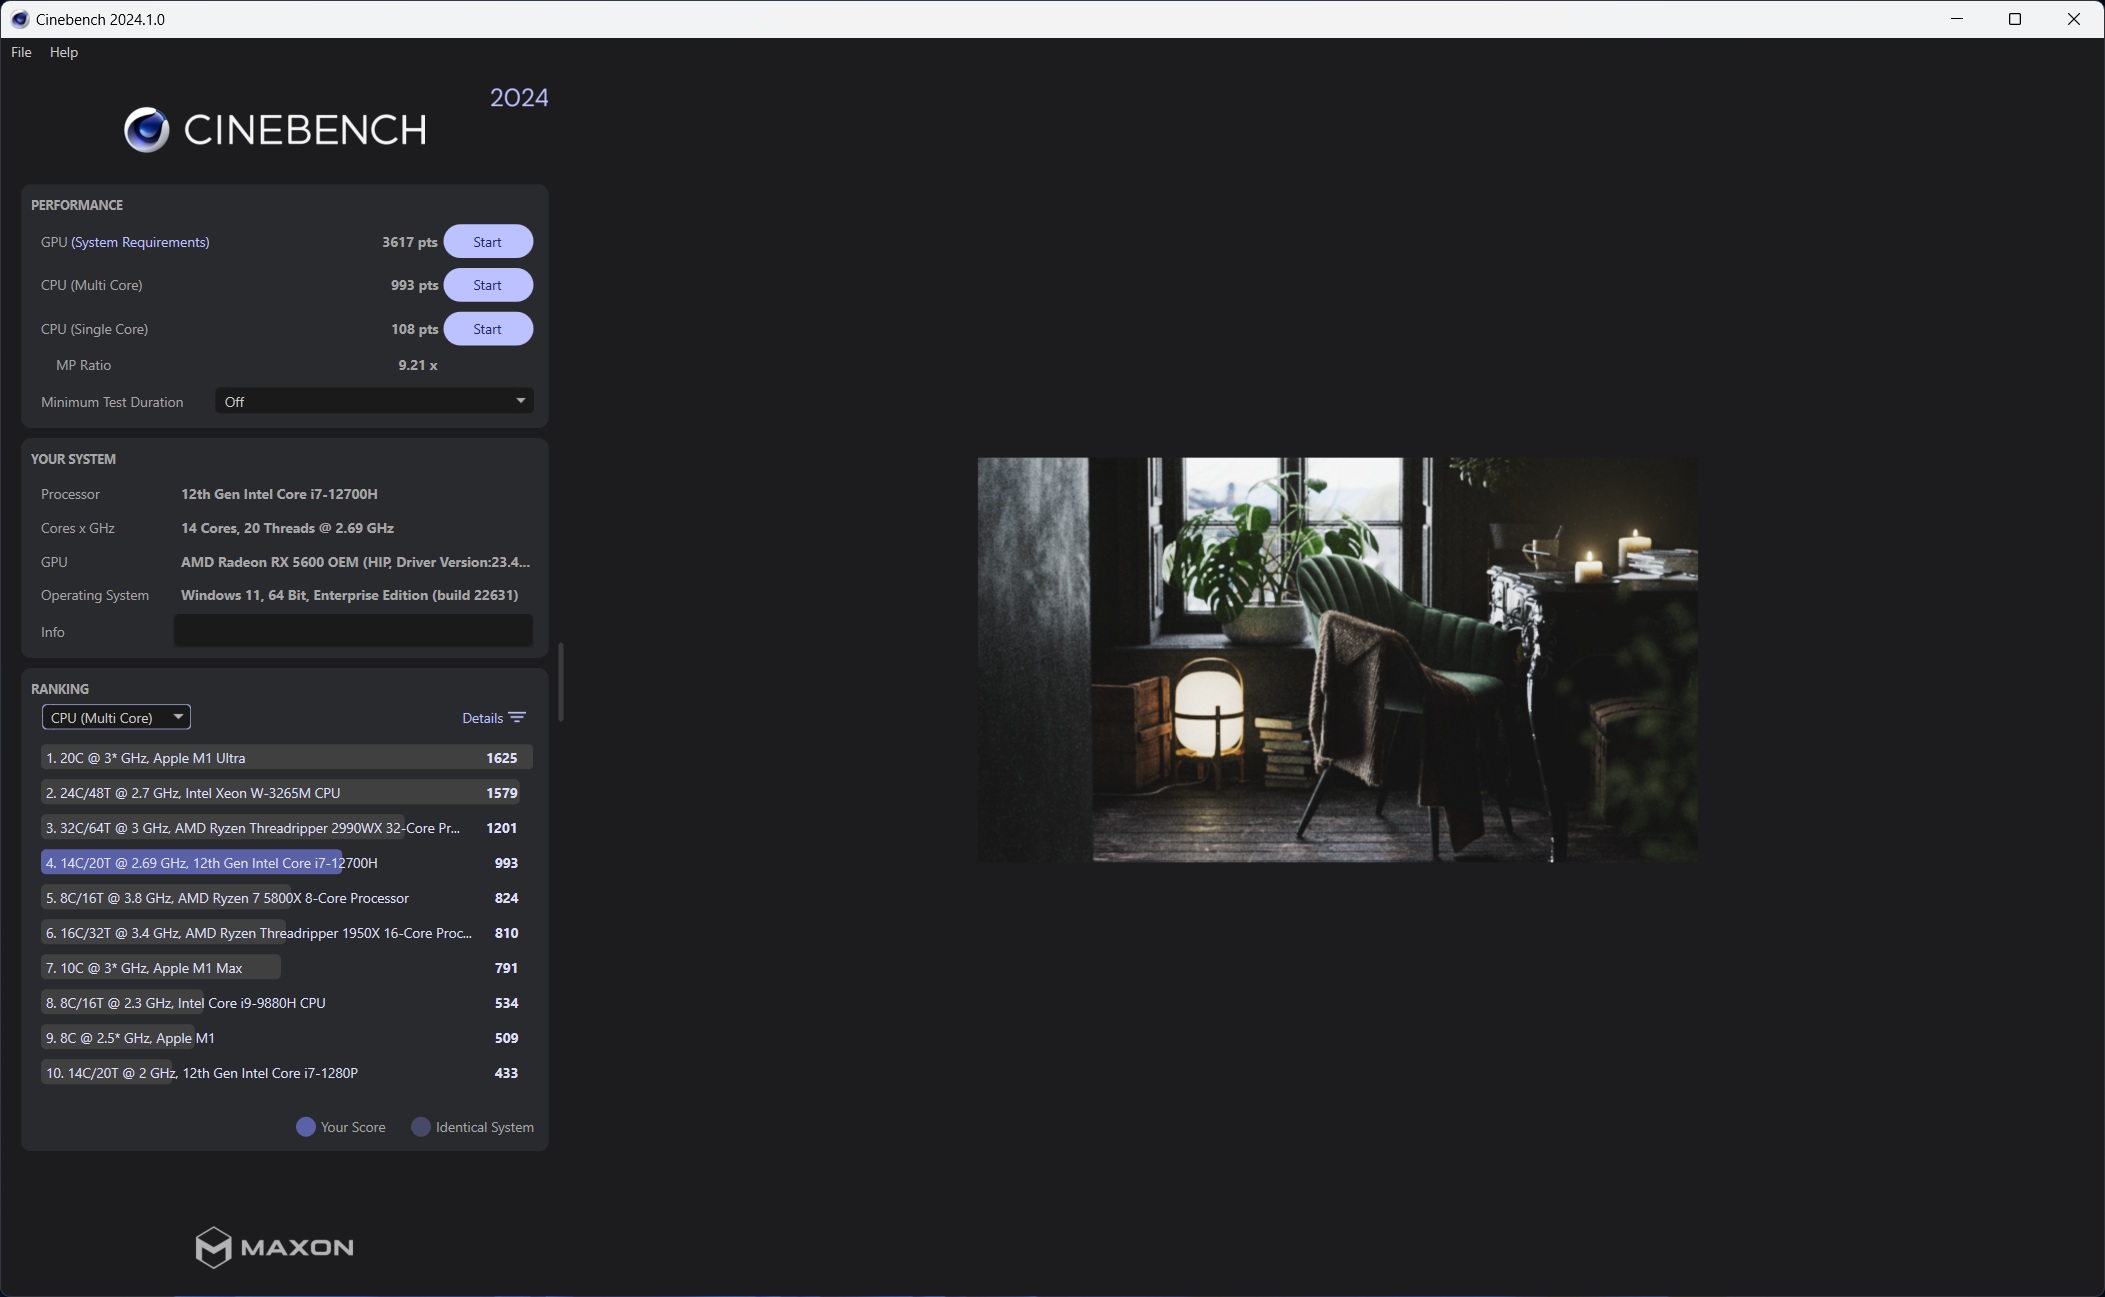 Cinebench 2024.1.0
File Help
2024
CINEBENCH
PERFORMANCE
GPU (System Requirements) 3617 pts Start
CPU (Multi Core) 993 pts Start
CPU (Single Core) 108 pts Start
MP Ratio 9.21 x
Minimum Test Duration Off
YOUR SYSTEM
Processor 12th Gen Intel Core i7-12700H
Cores x GHz 14 Cores, 20 Threads @ 2.69 GHz
GPU AMD Radeon RX 5600 OEM (HIP, Driver Version:23.4...
Operating System Windows 11, 64 Bit, Enterprise Edition (build 22631)
Info
RANKING
CPU (Multi Core) Details
1. 20C @ 3* GHz, Apple M1 Ultra 1625
2. 24C/48T @ 2.7 GHz, Intel Xeon W-3265M CPU 1579
3. 32C/64T @ 3 GHz, AMD Ryzen Threadripper 2990WX 32-Core Pr... 1201
4. 14C/20T @ 2.69 GHz, 12th Gen Intel Core i7-12700H 993
5. 8C/16T @ 3.8 GHz, AMD Ryzen 7 5800X 8-Core Processor 824
6. 16C/32T @ 3.4 GHz, AMD Ryzen Threadripper 1950X 16-Core Proc... 810
7. 10C @ 3* GHz, Apple M1 Max 791
8. 8C/16T @ 2.3 GHz, Intel Core i9-9880H CPU 534
9. 8C @ 2.5* GHz, Apple M1 509
10. 14C/20T @ 2 GHz, 12th Gen Intel Core i7-1280P 433
Your Score Identical System
MAXON